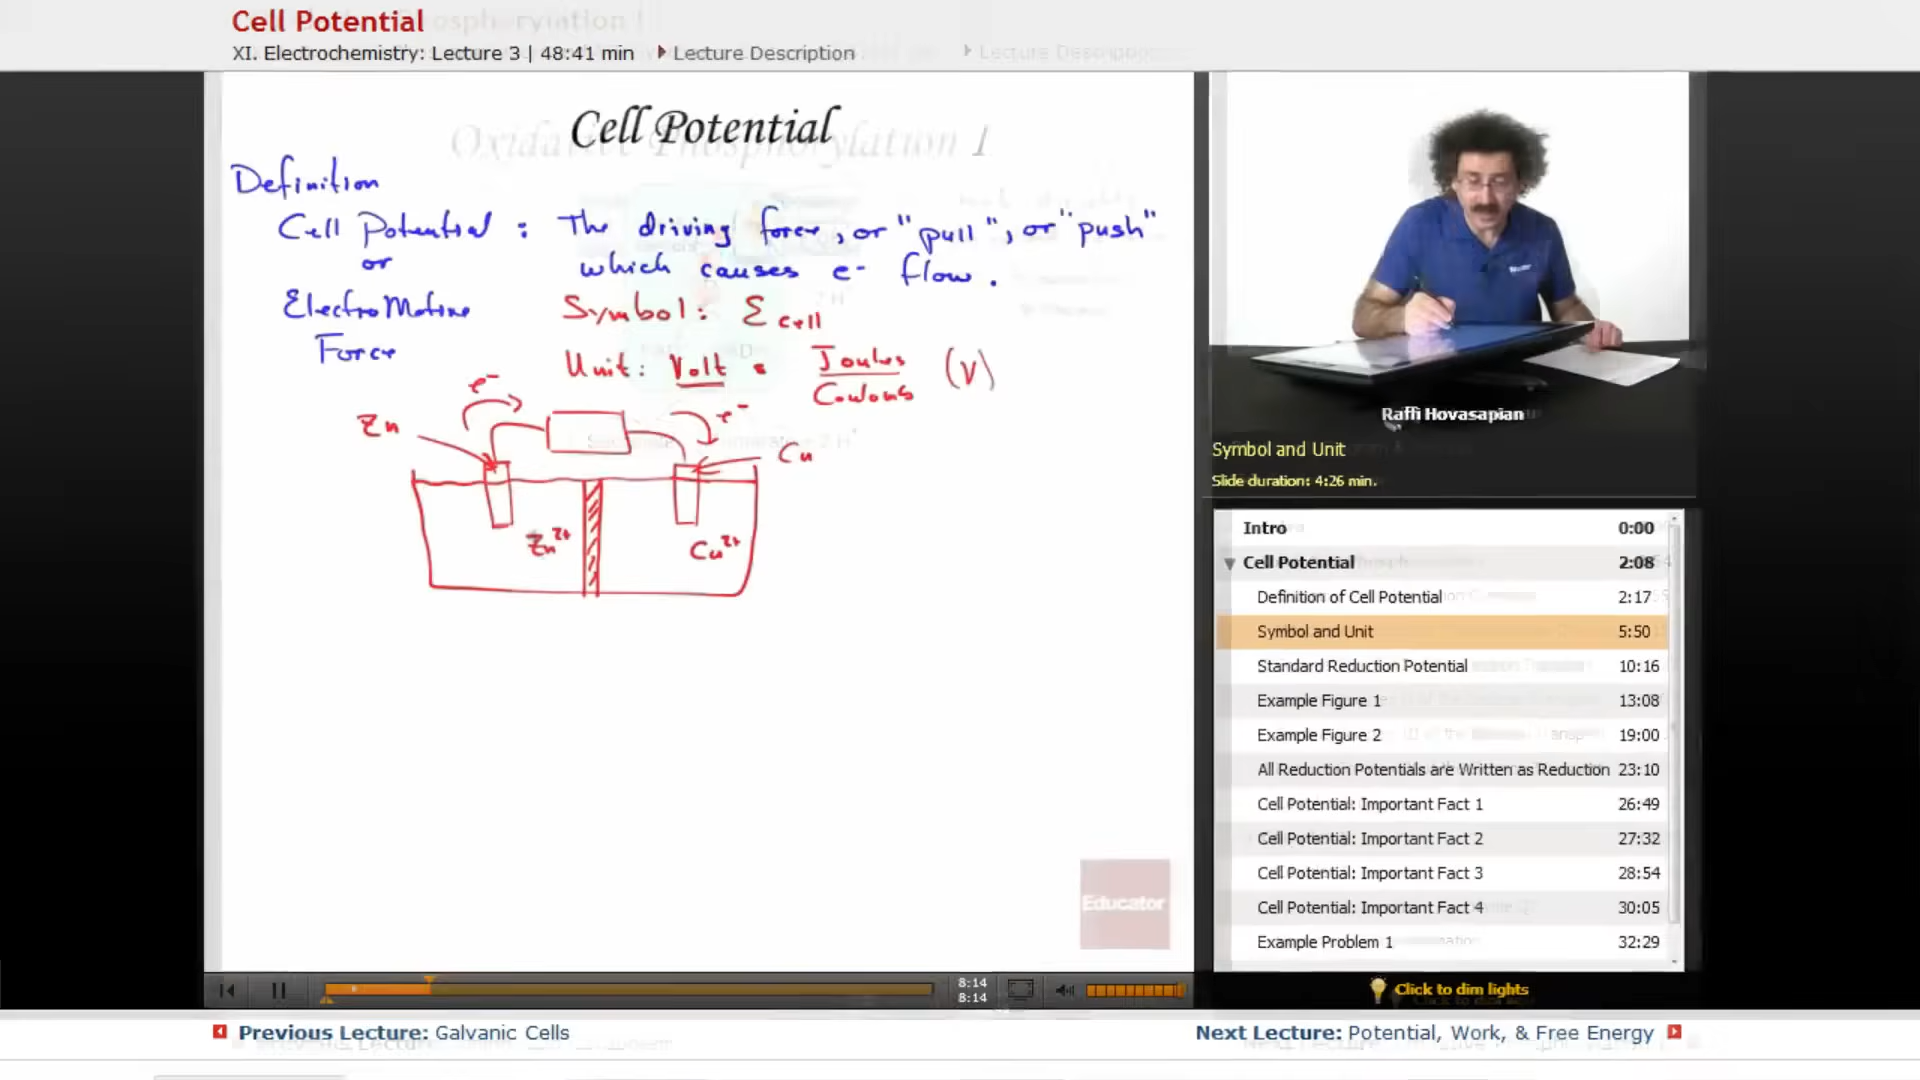 Cell Potential
XI. Electrochemistry: Lecture 3 | 48:41 min Lecture Description
Cell Potential
Definition
Cell Potential : The driving force, or "pull", or "push"
or which causes e- flow.
ElectroMotive Symbol: Ɛ cell
Force Unit: Volt = Joules / Coulombs (V)
e-
e-
Zn
Cu
Zn2+
Cu2+
Educator
Raffi Hovasapian
Symbol and Unit
Slide duration: 4:26 min.
Intro 0:00
Cell Potential 2:08
Definition of Cell Potential 2:17
Symbol and Unit 5:50
Standard Reduction Potential 10:16
Example Figure 1 13:08
Example Figure 2 19:00
All Reduction Potentials are Written as Reduction 23:10
Cell Potential: Important Fact 1 26:49
Cell Potential: Important Fact 2 27:32
Cell Potential: Important Fact 3 28:54
Cell Potential: Important Fact 4 30:05
Example Problem 1 32:29
8:14
8:14
Click to dim lights
Previous Lecture: Galvanic Cells
Next Lecture: Potential, Work, & Free Energy